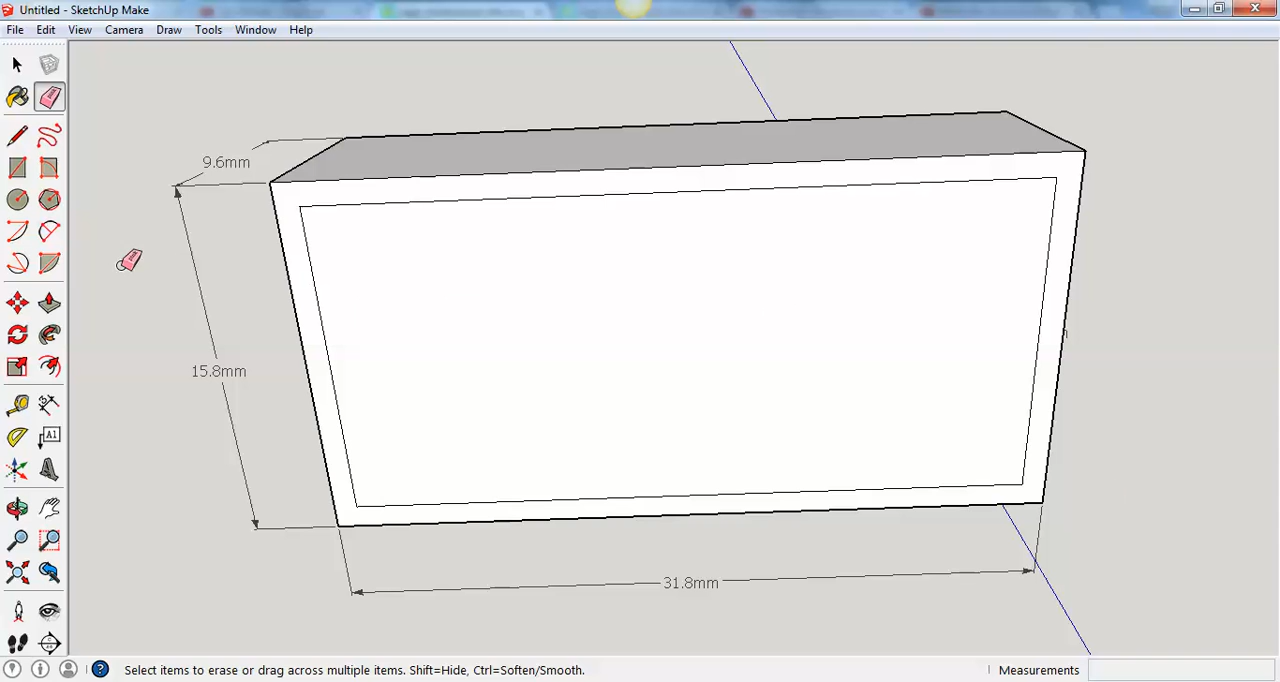 Untitled - SketchUp Make
File Edit View Camera Draw Tools Window Help
9.6mm
15.8mm
31.8mm
A1
Select items to erase or drag across multiple items. Shift=Hide, Ctrl=Soften/Smooth.
Measurements